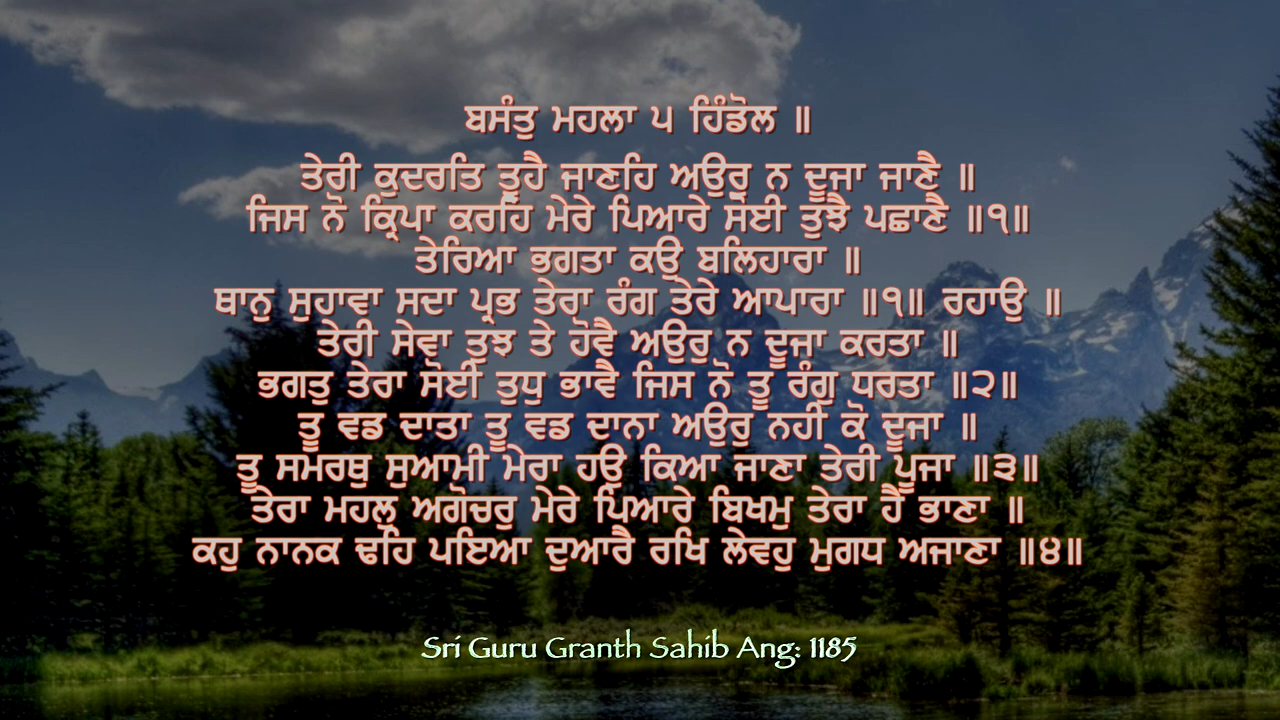 ਬਸੰਤੁ ਮਹਲਾ ੫ ਹਿੰਡੋਲ ॥
ਤੇਰੀ ਕੁਦਰਤਿ ਤੂਹੈ ਜਾਣਹਿ ਅਉਰੁ ਨ ਦੂਜਾ ਜਾਣੈ ॥
ਜਿਸ ਨੋ ਕ੍ਰਿਪਾ ਕਰਹਿ ਮੇਰੇ ਪਿਆਰੇ ਸੋਈ ਤੁਝੈ ਪਛਾਣੈ ॥੧॥
ਤੇਰਿਆ ਭਗਤਾ ਕਉ ਬਲਿਹਾਰਾ ॥
ਥਾਨੁ ਸੁਹਾਵਾ ਸਦਾ ਪ੍ਰਭ ਤੇਰਾ ਰੰਗ ਤੇਰੇ ਆਪਾਰਾ ॥੧॥ ਰਹਾਉ ॥
ਤੇਰੀ ਸੇਵਾ ਤੁਝ ਤੇ ਹੋਵੈ ਅਉਰੁ ਨ ਦੂਜਾ ਕਰਤਾ ॥
ਭਗਤੁ ਤੇਰਾ ਸੋਈ ਤੁਧੁ ਭਾਵੈ ਜਿਸ ਨੋ ਤੂ ਰੰਗੁ ਧਰਤਾ ॥੨॥
ਤੂ ਵਡ ਦਾਤਾ ਤੂ ਵਡ ਦਾਨਾ ਅਉਰੁ ਨਹੀ ਕੋ ਦੂਜਾ ॥
ਤੂ ਸਮਰਥੁ ਸੁਆਮੀ ਮੇਰਾ ਹਉ ਕਿਆ ਜਾਣਾ ਤੇਰੀ ਪੂਜਾ ॥੩॥
ਤੇਰਾ ਮਹਲੁ ਅਗੋਚਰੁ ਮੇਰੇ ਪਿਆਰੇ ਬਿਖਮੁ ਤੇਰਾ ਹੈ ਭਾਣਾ ॥
ਕਹੁ ਨਾਨਕ ਢਹਿ ਪਇਆ ਦੁਆਰੈ ਰਖਿ ਲੇਵਹੁ ਮੁਗਧ ਅਜਾਣਾ ॥੪॥
Sri Guru Granth Sahib Ang: 1185